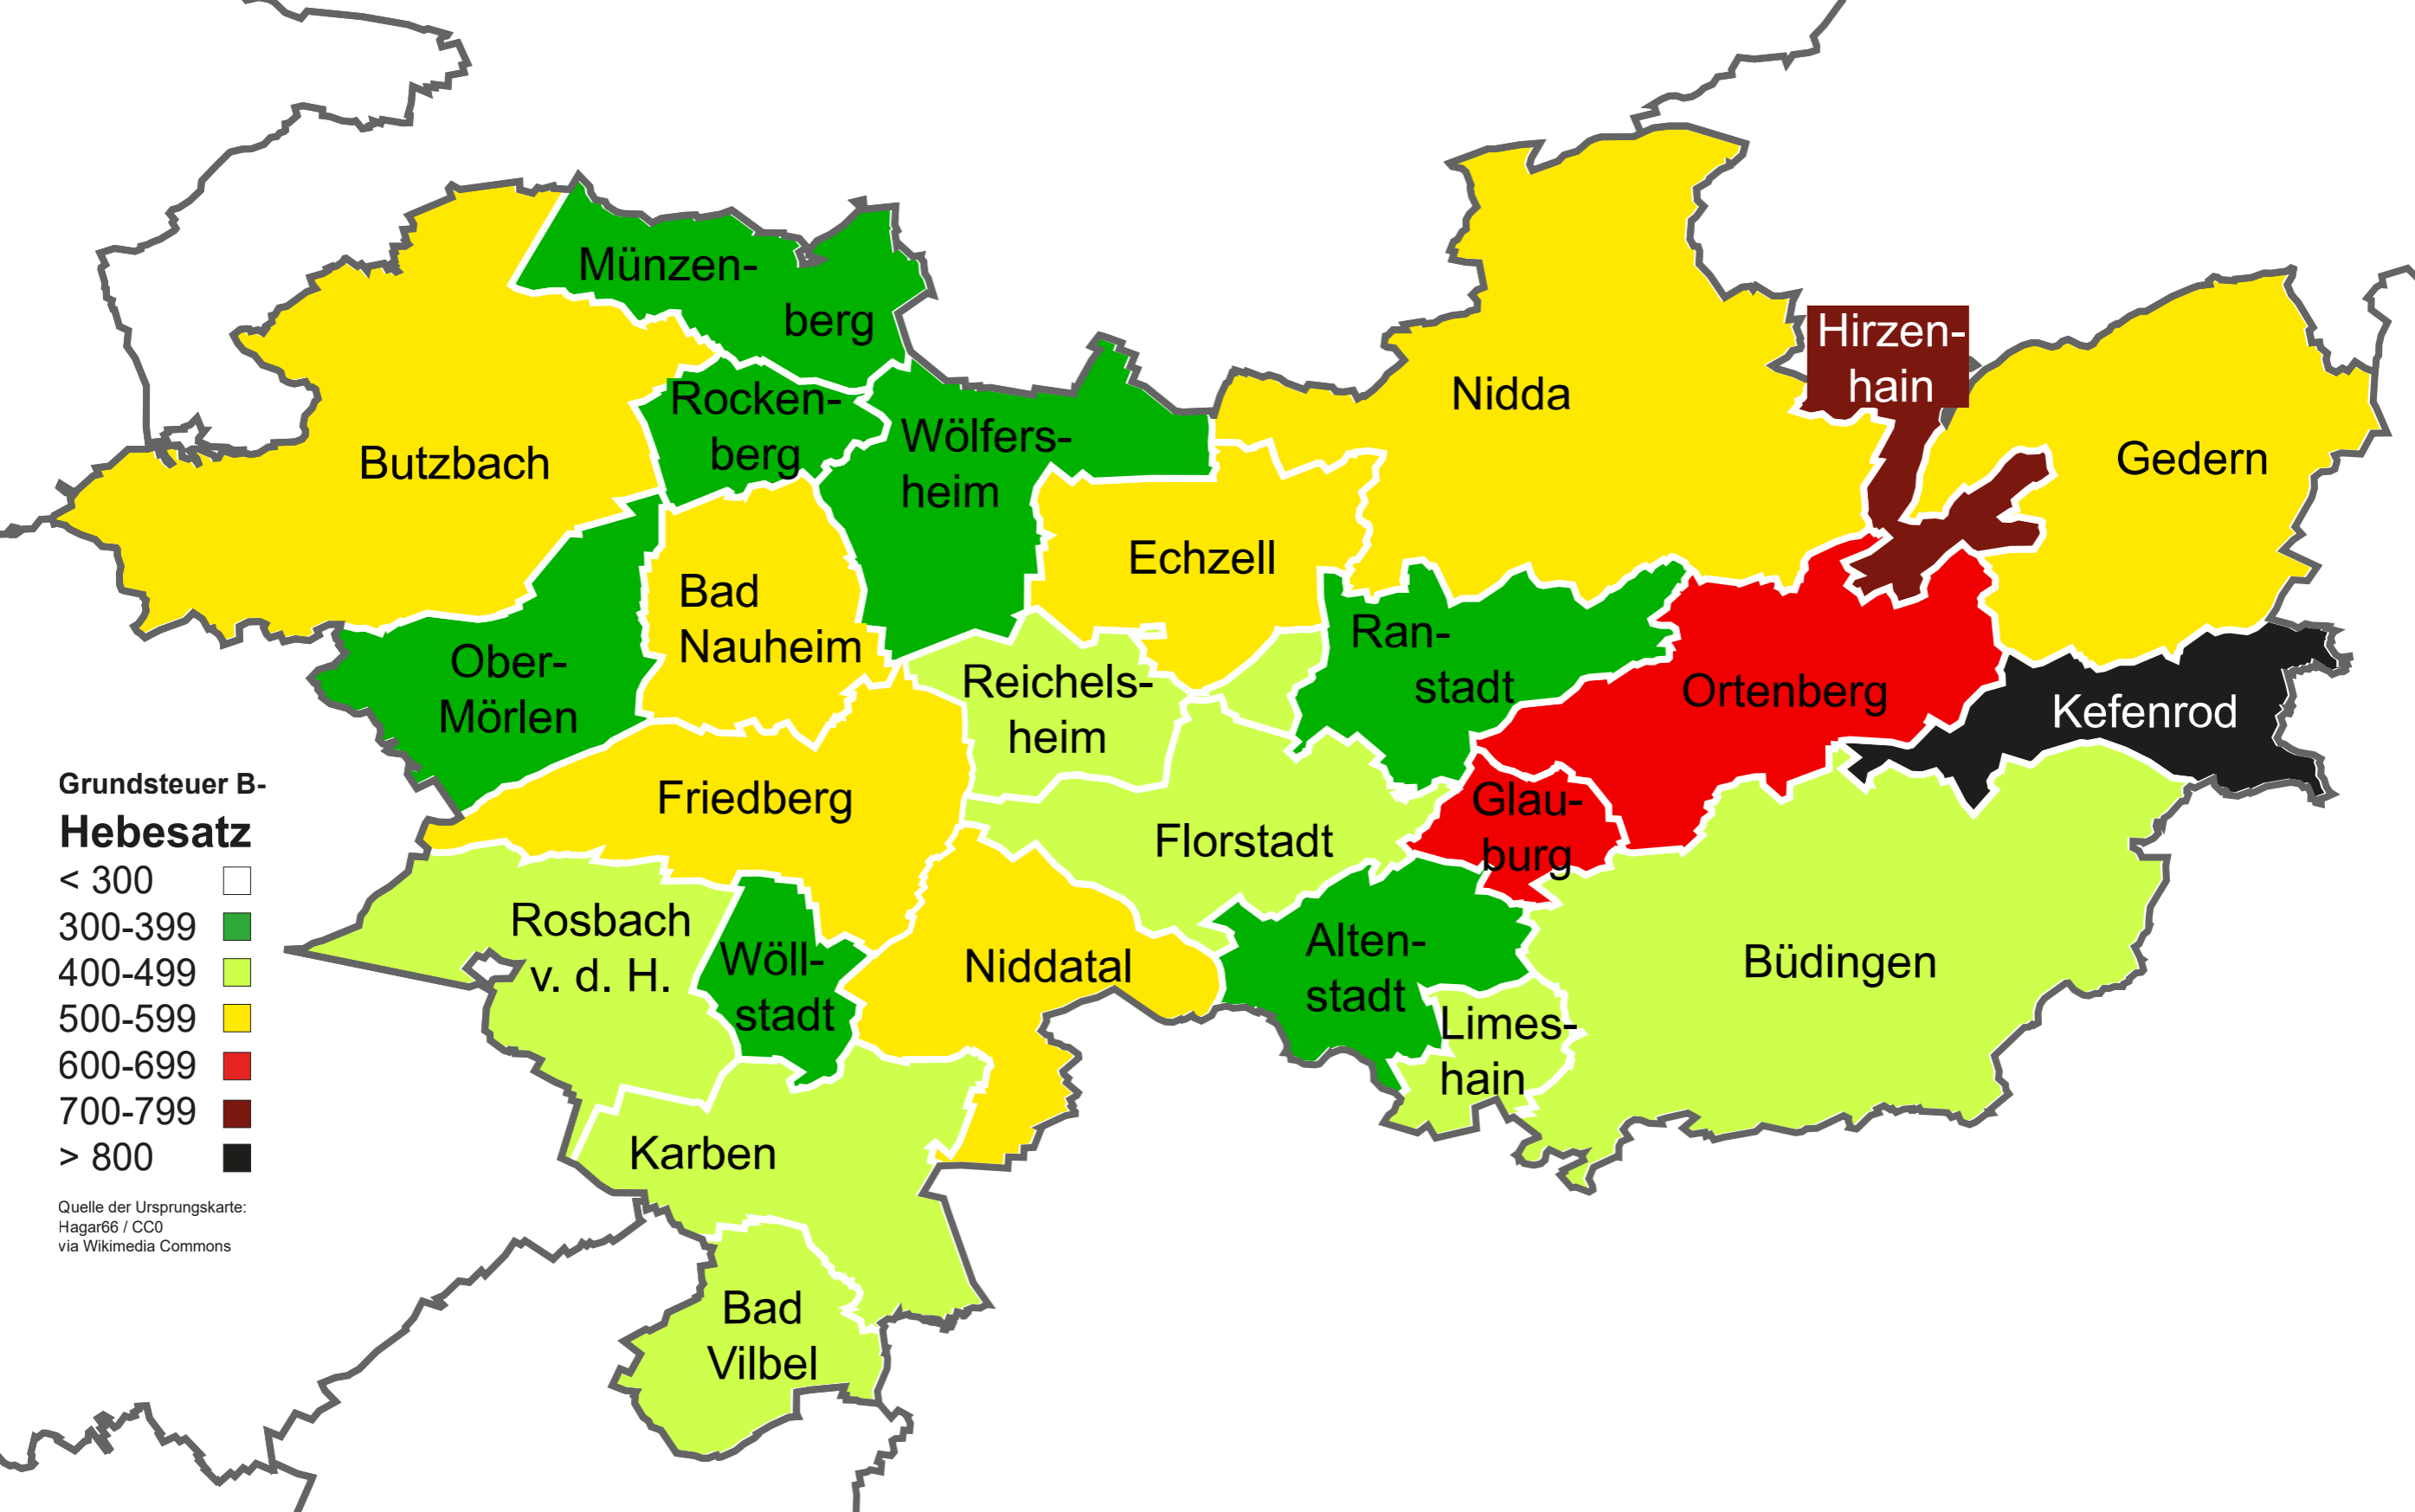 Münzen-
berg
Hirzen-
hain
Nidda
Rocken-
berg
Wölfers-
heim
Butzbach
Gedern
Echzell
Bad
Nauheim
Ran-
stadt
Ober-
Mörlen
Reichels-
heim
Ortenberg
Kefenrod
Friedberg
Florstadt
Glau-
burg
Rosbach
v. d. H.
Wöll-
stadt
Niddatal
Alten-
stadt
Büdingen
Limes-
hain
Karben
Bad
Vilbel
Grundsteuer B-
Hebesatz
< 300
300-399
400-499
500-599
600-699
700-799
> 800
Quelle der Ursprungskarte:
Hagar66 / CC0
via Wikimedia Commons